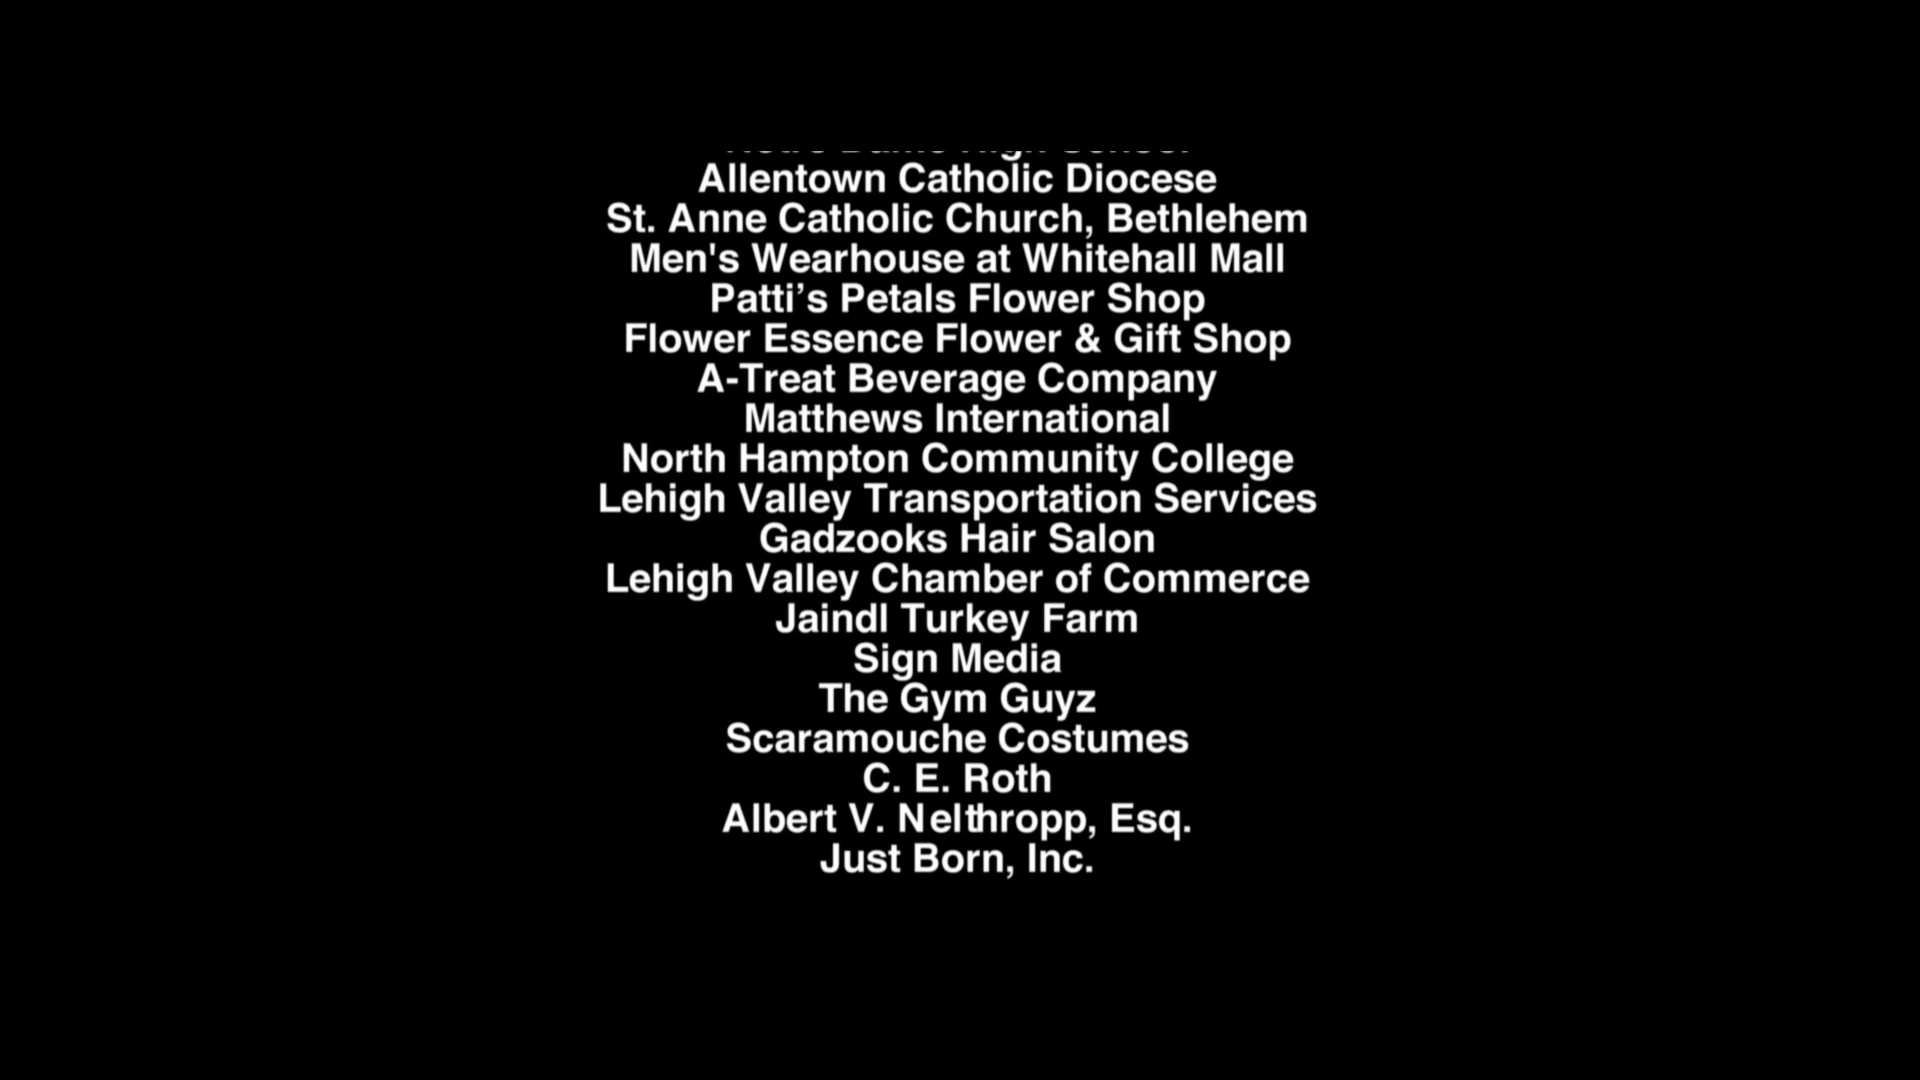 Allentown Catholic Diocese
St. Anne Catholic Church, Bethlehem
Men's Wearhouse at Whitehall Mall
Patti’s Petals Flower Shop
Flower Essence Flower & Gift Shop
A-Treat Beverage Company
Matthews International
North Hampton Community College
Lehigh Valley Transportation Services
Gadzooks Hair Salon
Lehigh Valley Chamber of Commerce
Jaindl Turkey Farm
Sign Media
The Gym Guyz
Scaramouche Costumes
C. E. Roth
Albert V. Nelthropp, Esq.
Just Born, Inc.